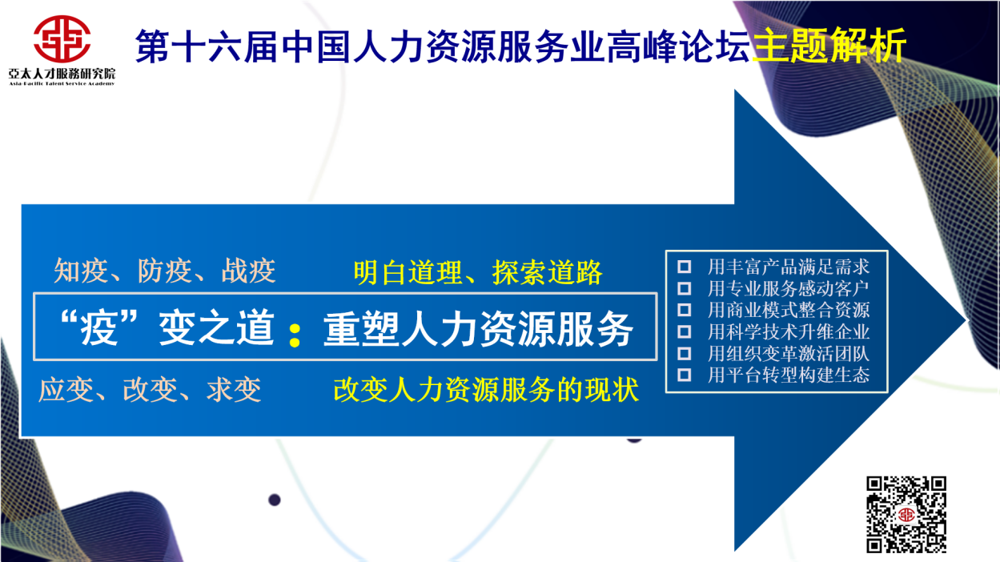 亞太人才服務研究院
Asia-Pacific Talent Service Academy
第十六届中国人力资源服务业高峰论坛主题解析
知疫、防疫、战疫
明白道理、探索道路
“疫”变之道：重塑人力资源服务
应变、改变、求变
改变人力资源服务的现状
用丰富产品满足需求
用专业服务感动客户
用商业模式整合资源
用科学技术升维企业
用组织变革激活团队
用平台转型构建生态